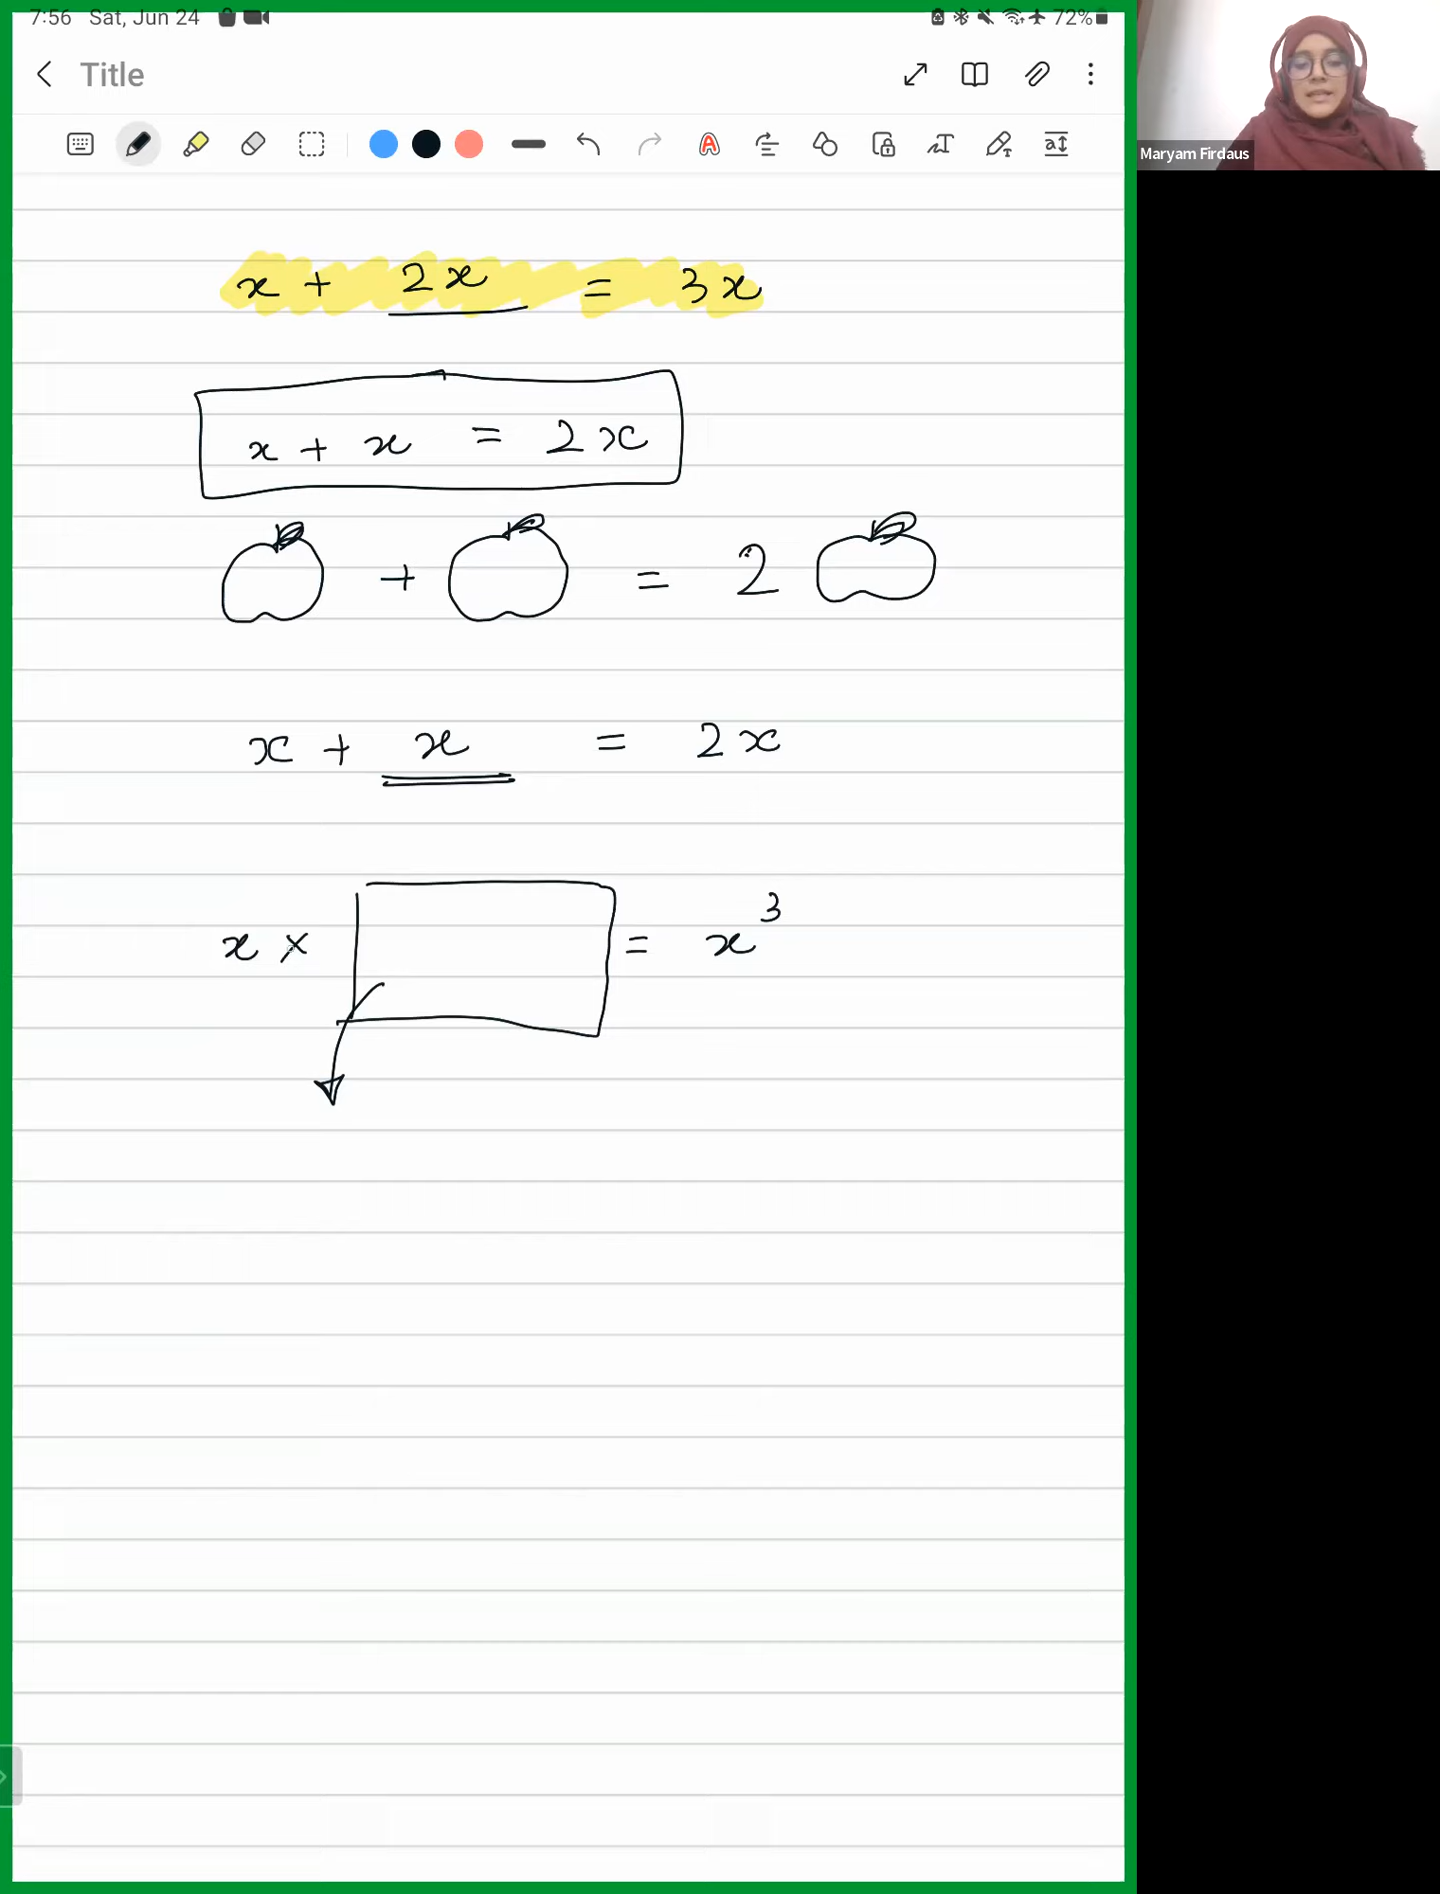 7:56 Sat, Jun 24
72%
Title
Maryam Firdaus
x + 2x = 3x
x + x = 2x
+ = 2
x + x = 2x
x × = x³